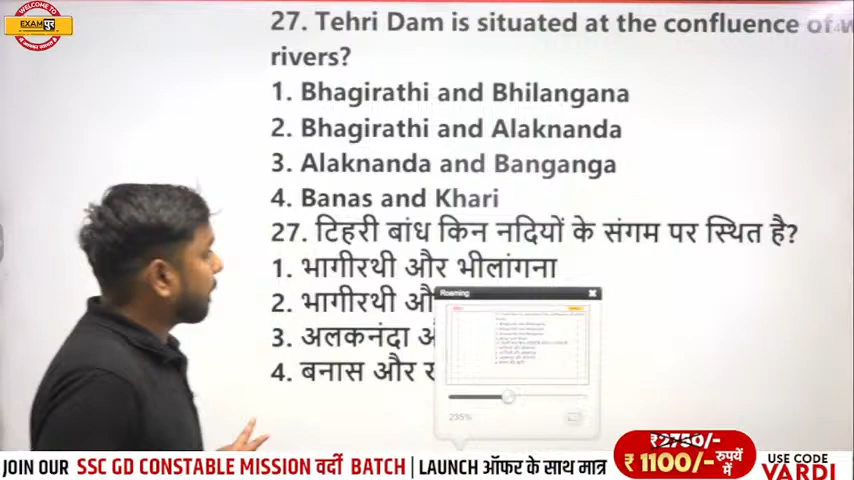 EXAMपुर
27. Tehri Dam is situated at the confluence of
rivers?
1. Bhagirathi and Bhilangana
2. Bhagirathi and Alaknanda
3. Alaknanda and Banganga
4. Banas and Khari
27. टिहरी बांध किन नदियों के संगम पर स्थित है?
1. भागीरथी और भीलांगना
2. भागीरथी
3. अलकनंदा
4. बनास और
Roaming
235%
JOIN OUR SSC GD CONSTABLE MISSION वर्दी BATCH | LAUNCH ऑफर के साथ मात्र
₹2750/-
₹1100/- रुपयें में
USE CODE
VARDI